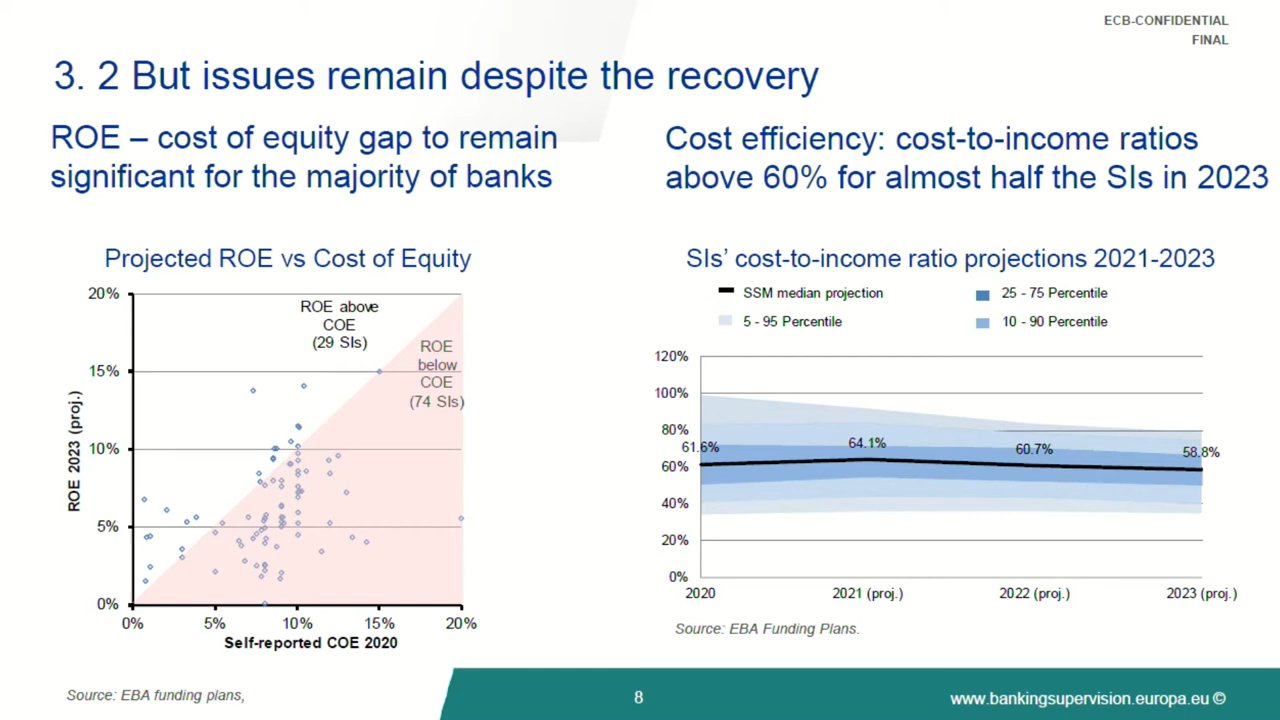 ECB-CONFIDENTIAL
FINAL
3. 2 But issues remain despite the recovery
ROE – cost of equity gap to remain
significant for the majority of banks
Projected ROE vs Cost of Equity
20%
15%
10%
5%
0%
ROE 2023 (proj.)
ROE above
COE
(29 SIs)
ROE
below
COE
(74 SIs)
0%
5%
10%
15%
20%
Self-reported COE 2020
Source: EBA funding plans,
Cost efficiency: cost-to-income ratios
above 60% for almost half the SIs in 2023
SIs' cost-to-income ratio projections 2021-2023
SSM median projection
25 - 75 Percentile
5 - 95 Percentile
10 - 90 Percentile
120%
100%
80%
60%
40%
20%
0%
61.6%
64.1%
60.7%
58.8%
2020
2021 (proj.)
2022 (proj.)
2023 (proj.)
Source: EBA Funding Plans.
8
www.bankingsupervision.europa.eu ©